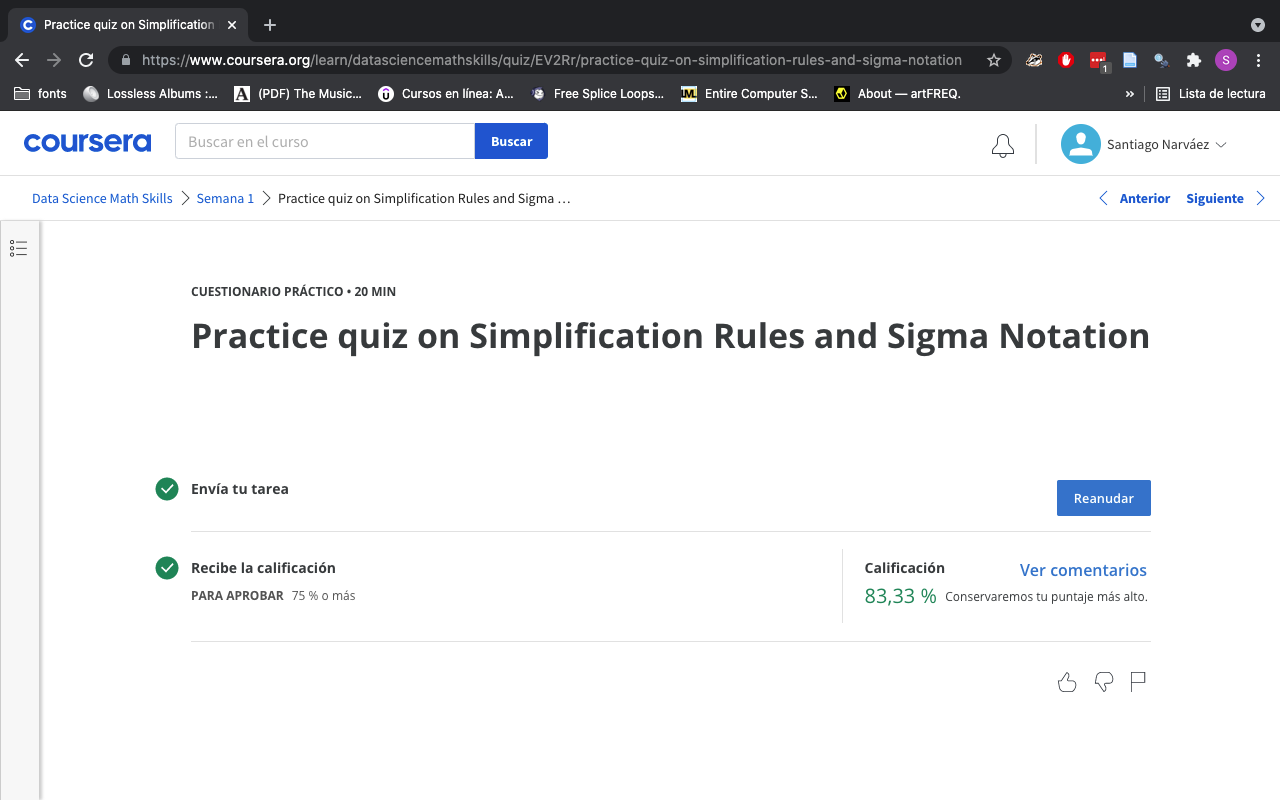 Practice quiz on Simplification
https://www.coursera.org/learn/datasciencemathskills/quiz/EV2Rr/practice-quiz-on-simplification-rules-and-sigma-notation
1
S
fonts
Lossless Albums :...
(PDF) The Music...
Cursos en línea: A...
Free Splice Loops...
Entire Computer S...
About — artFREQ.
»
Lista de lectura
coursera
Buscar en el curso
Buscar
Santiago Narváez
Data Science Math Skills
Semana 1
Practice quiz on Simplification Rules and Sigma …
Anterior
Siguiente
CUESTIONARIO PRÁCTICO • 20 MIN
Practice quiz on Simplification Rules and Sigma Notation
Envía tu tarea
Reanudar
Recibe la calificación
PARA APROBAR 75 % o más
Calificación
Ver comentarios
83,33 %
Conservaremos tu puntaje más alto.